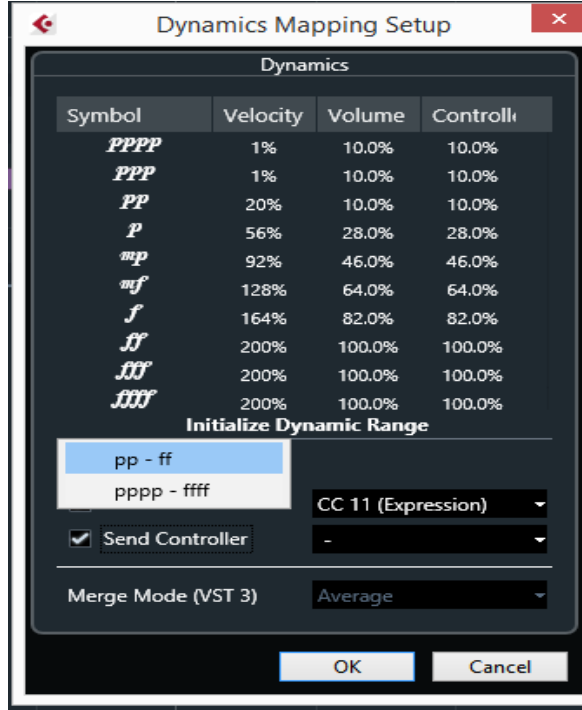 Dynamics Mapping Setup
Dynamics
Symbol Velocity Volume Controlle
pppp 1% 10.0% 10.0%
ppp 1% 10.0% 10.0%
pp 20% 10.0% 10.0%
p 56% 28.0% 28.0%
mp 92% 46.0% 46.0%
mf 128% 64.0% 64.0%
f 164% 82.0% 82.0%
ff 200% 100.0% 100.0%
fff 200% 100.0% 100.0%
ffff 200% 100.0% 100.0%
Initialize Dynamic Range
pp - ff
pppp - ffff
CC 11 (Expression)
Send Controller -
Merge Mode (VST 3) Average
OK Cancel